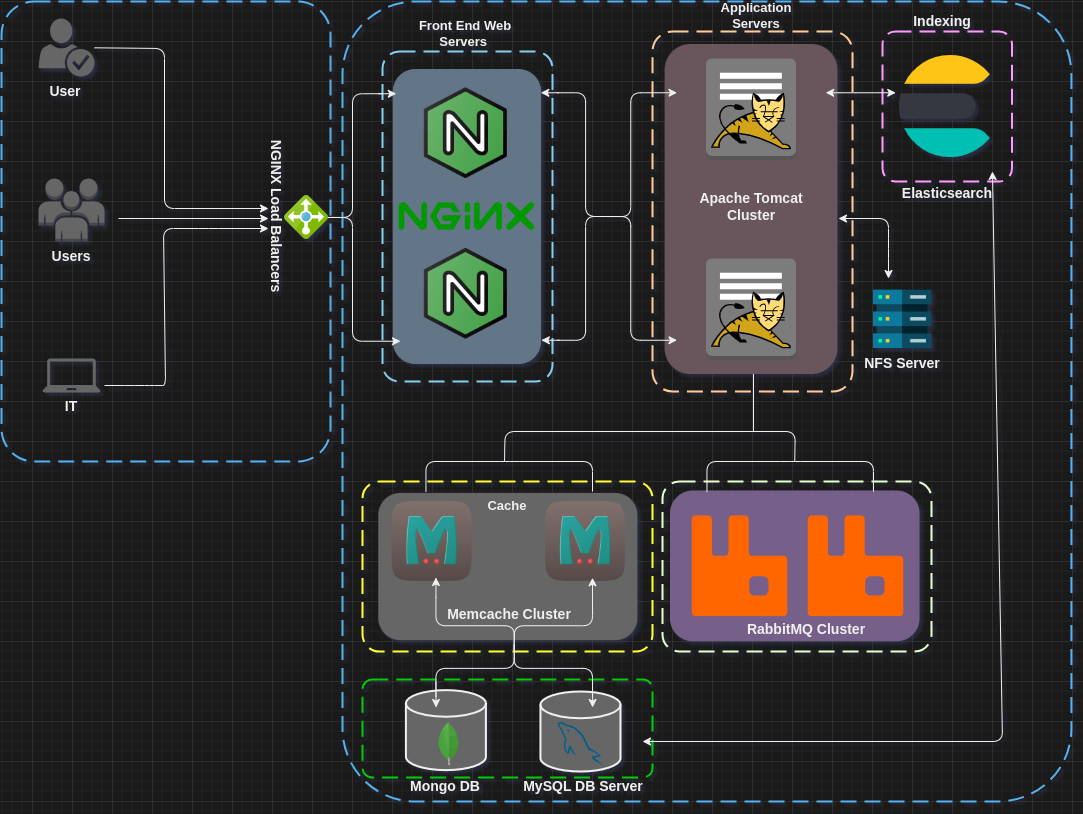 User
Users
IT
NGINX Load Balancers
Front End Web
Servers
NGiNX
Application
Servers
Apache Tomcat
Cluster
Indexing
Elasticsearch
NFS Server
Cache
Memcache Cluster
RabbitMQ Cluster
Mongo DB
MySQL DB Server